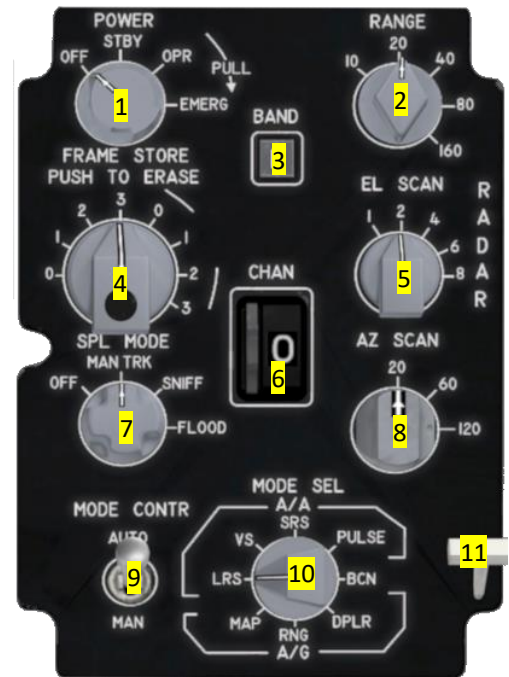 POWER
OFF STBY OPR
PULL
EMERG
1
RANGE
10 20 40
80
160
2
BAND
3
FRAME STORE
PUSH TO ERASE
0 1 2 3 0 1 2 3
4
EL SCAN
1 2 4 6 8
5
RADAR
CHAN
0
6
SPL MODE
OFF MAN TRK SNIFF
FLOOD
7
AZ SCAN
20 60 120
8
MODE CONTR
AUTO
9
MAN
MODE SEL
A/A
VS SRS PULSE
LRS BCN
MAP RNG DPLR
A/G
10
11